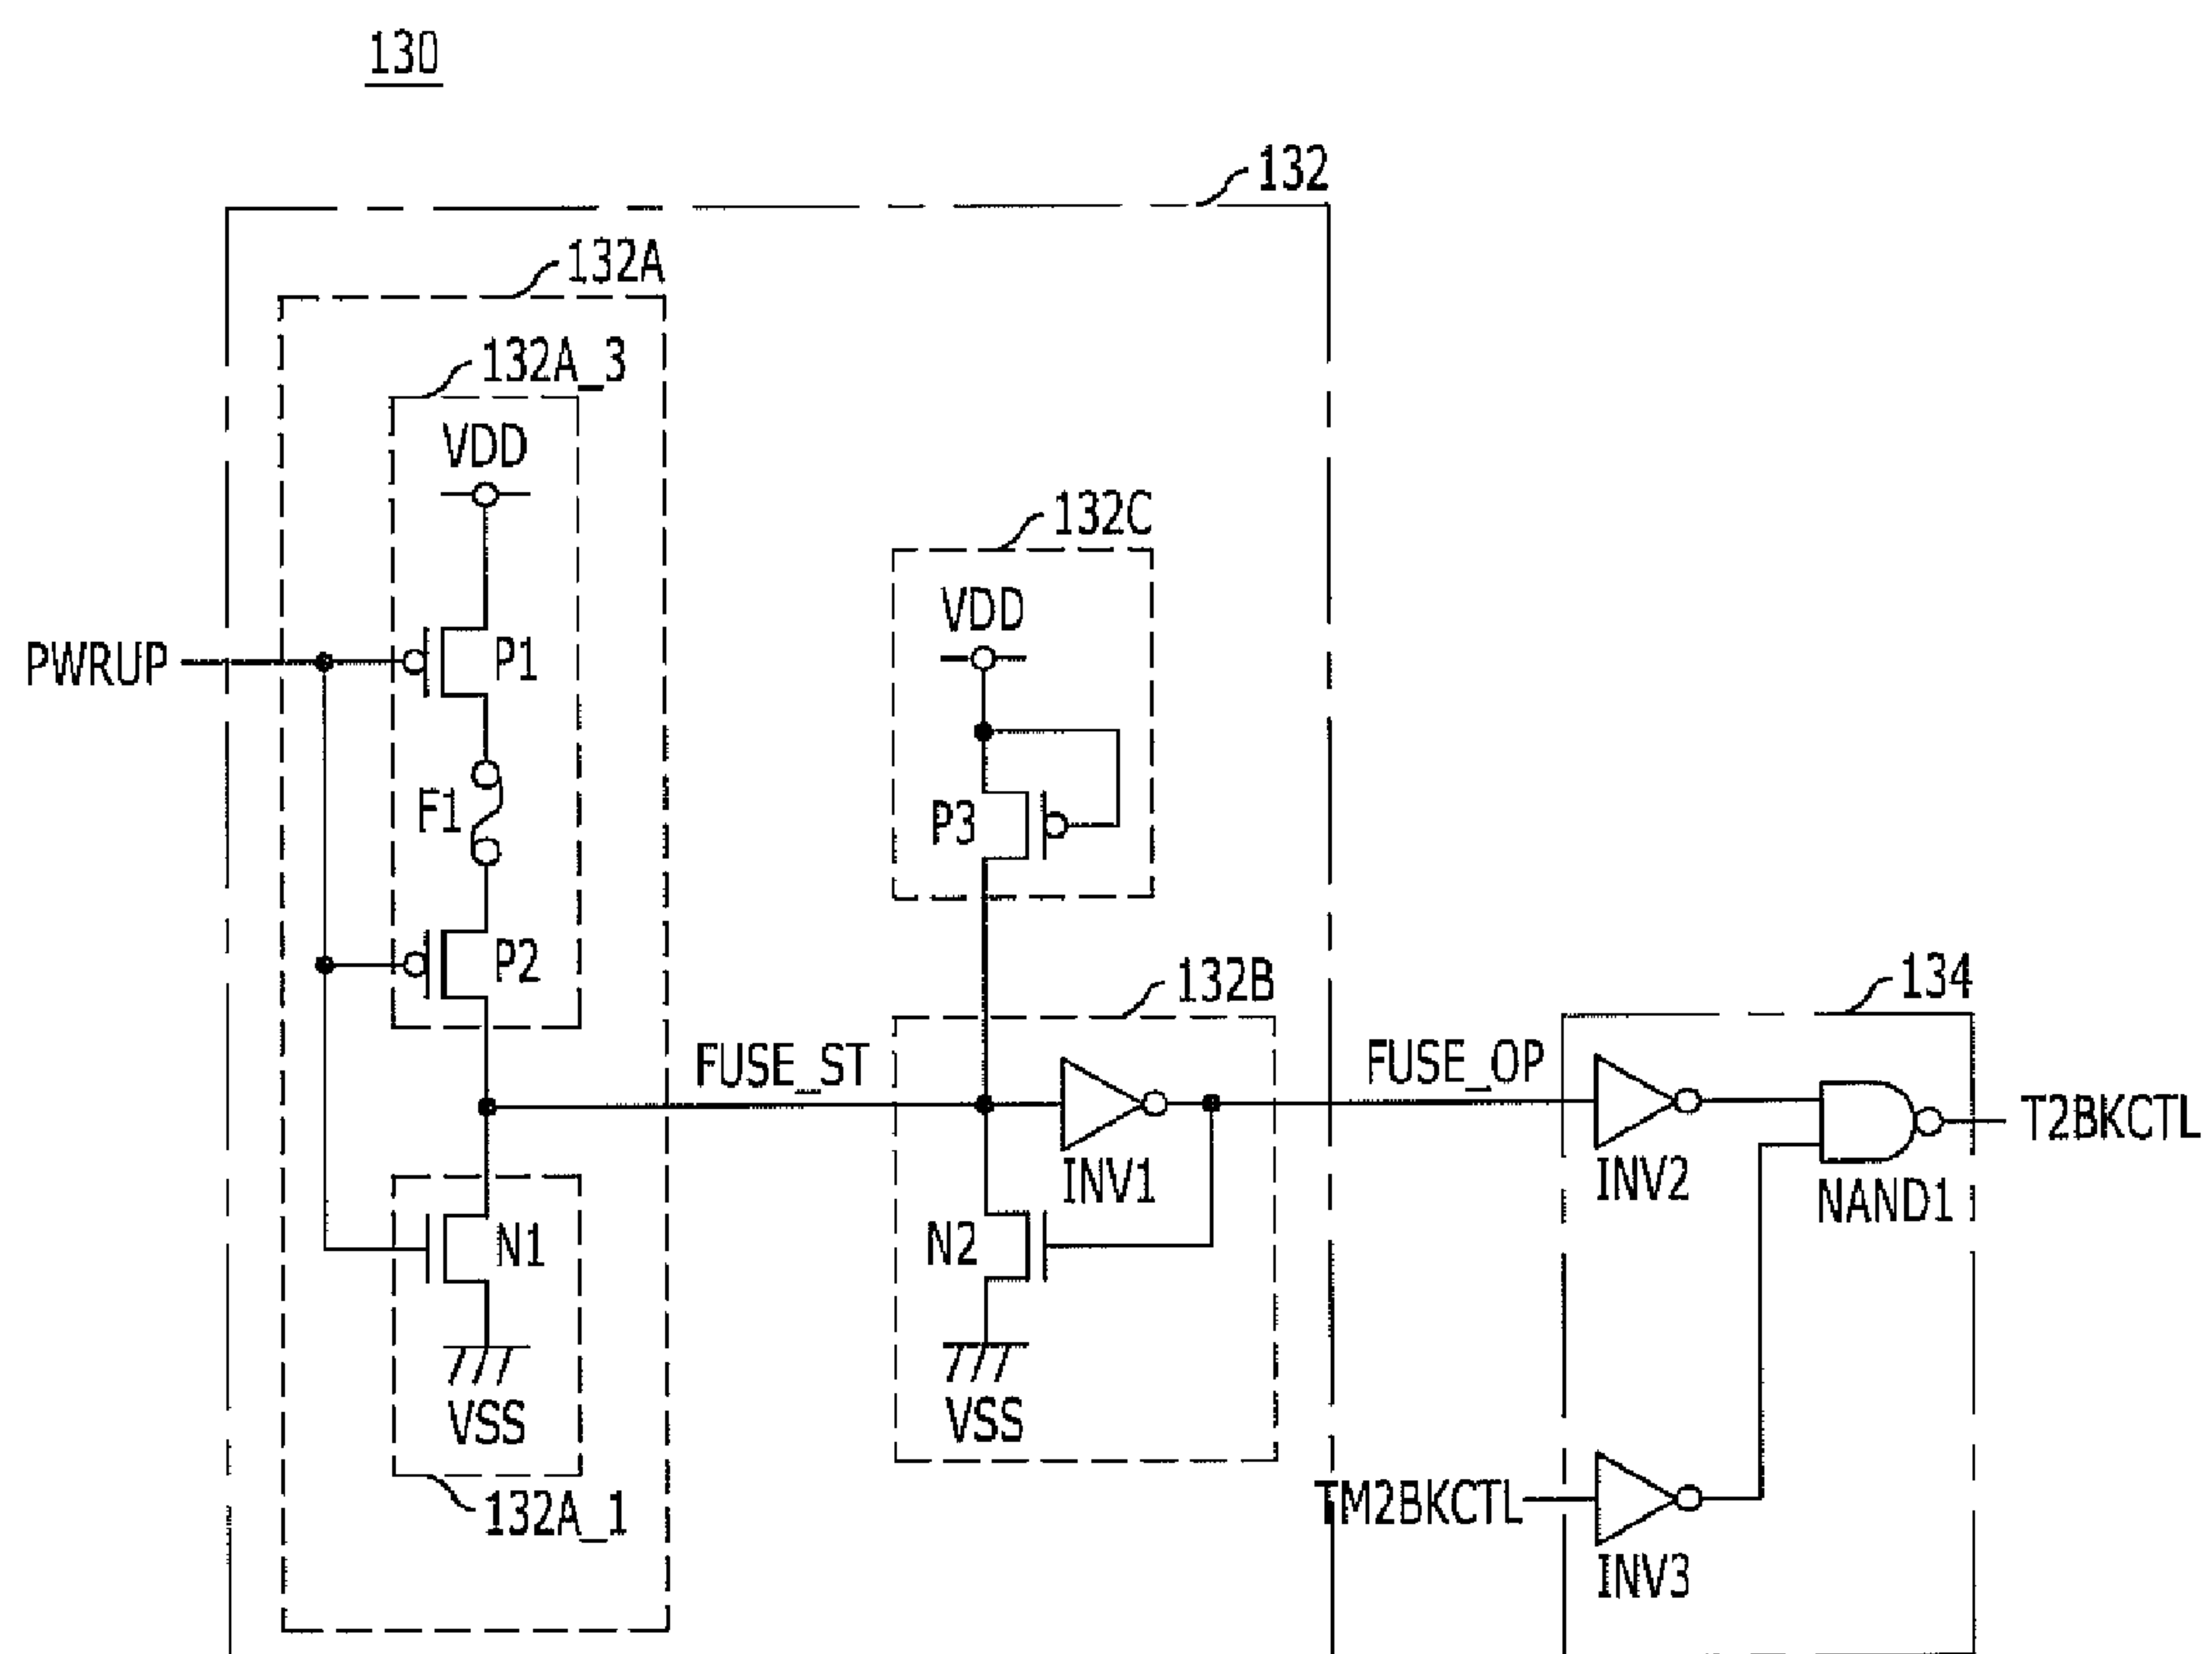 130
132
132A
132A_3
VDD
132C
VDD
PWRUP
P1
F1
P3
P2
132B
134
FUSE_ST
FUSE_OP
T2BKCTL
INV1
INV2
NAND1
N1
N2
VSS
VSS
TM2BKCTL
132A_1
INV3